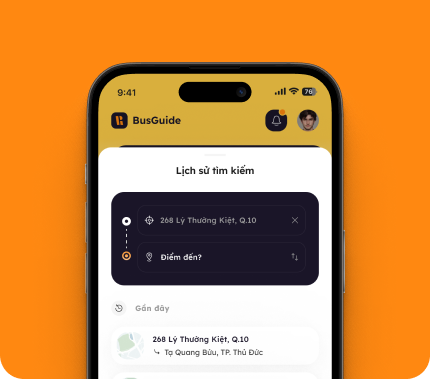 9:41
76
BusGuide
Lịch sử tìm kiếm
268 Lý Thường Kiệt, Q.10
Điểm đến?
Gần đây
268 Lý Thường Kiệt, Q.10
Tạ Quang Bửu, TP. Thủ Đức